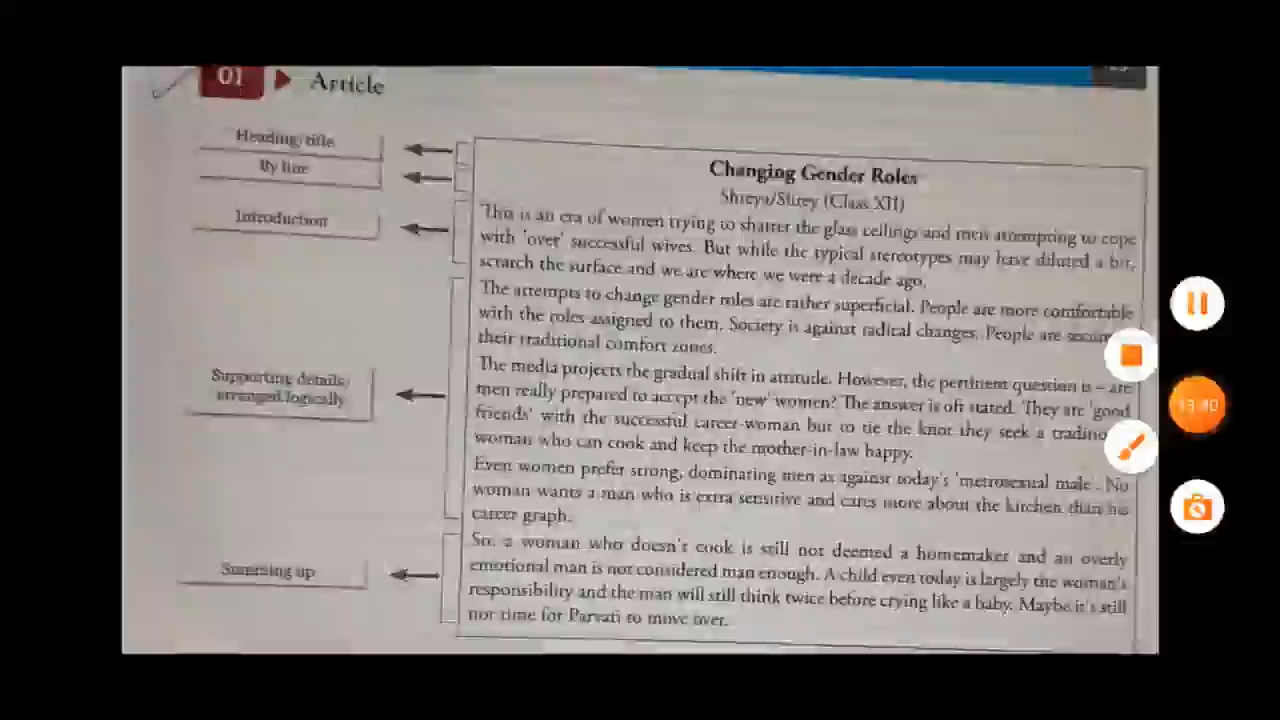 01 Article
Heading/title
By line
Introduction
Supporting details/
arranged logically
Summing up
Changing Gender Roles
Shreya/Shrey (Class XII)
This is an era of women trying to shatter the glass ceilings and men attempting to cope
with 'over' successful wives. But while the typical stereotypes may have diluted a bit,
scratch the surface and we are where we were a decade ago.
The attempts to change gender roles are rather superficial. People are more comfortable
with the roles assigned to them. Society is against radical changes. People are
their traditional comfort zones.
The media projects the gradual shift in attitude. However, the pertinent question is – are
men really prepared to accept the 'new' women? The answer is oft stated. They are 'good
friends' with the successful career-woman but to tie the knot they seek a
woman who can cook and keep the mother-in-law happy.
Even women prefer strong, dominating men as against today's 'metrosexual male'. No
woman wants a man who is extra sensitive and cares more about the kitchen than his
career graph.
So, a woman who doesn't cook is still not deemed a homemaker and an overly
emotional man is not considered man enough. A child even today is largely the woman's
responsibility and the man will still think twice before crying like a baby. Maybe it's still
not time for Parvati to move over.